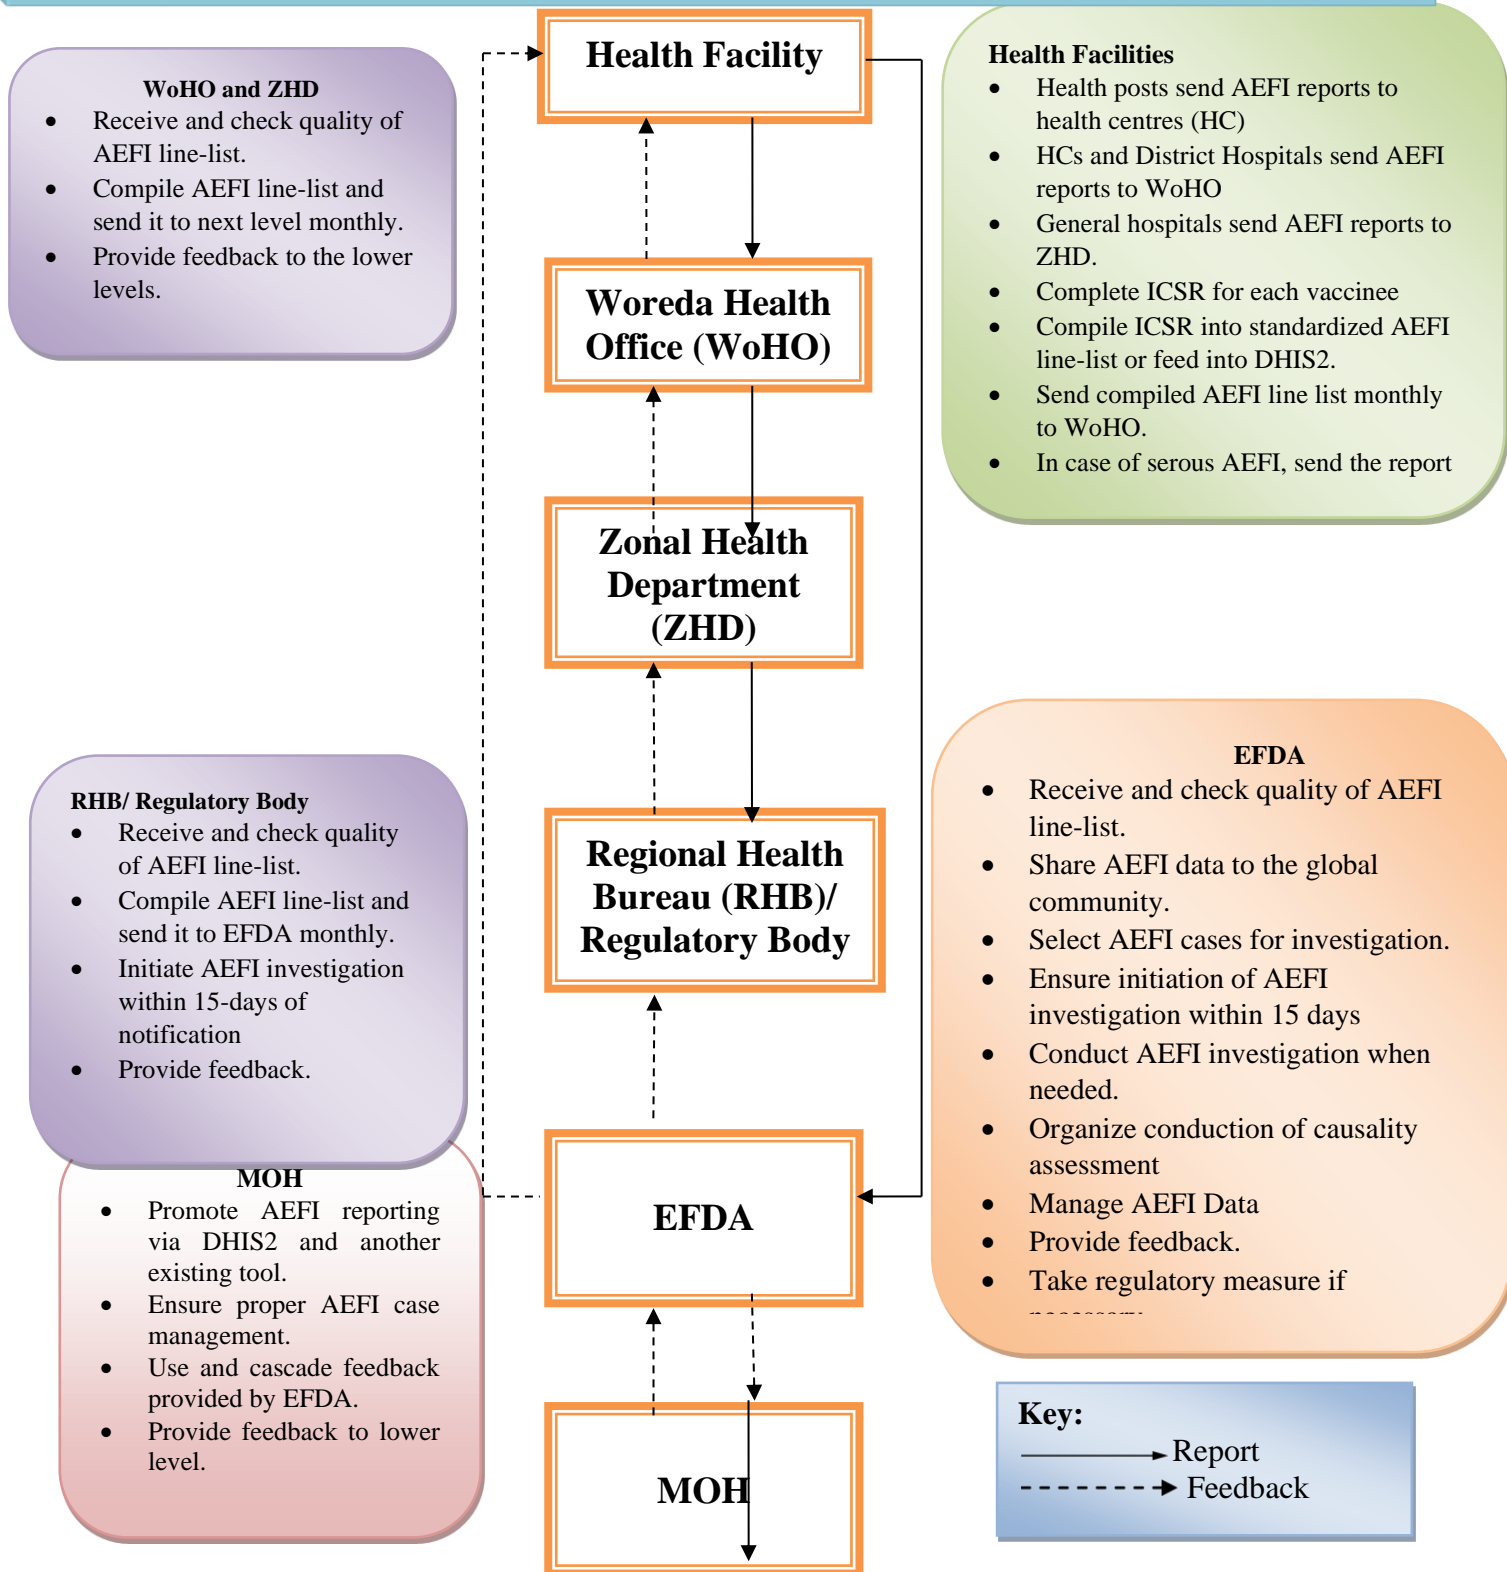 Health Facility
WoHO and ZHD
• Receive and check quality of
AEFI line-list.
• Compile AEFI line-list and
send it to next level monthly.
• Provide feedback to the lower
levels.
Health Facilities
• Health posts send AEFI reports to
health centres (HC)
• HCs and District Hospitals send AEFI
reports to WoHO
• General hospitals send AEFI reports to
ZHD.
• Complete ICSR for each vaccinee
• Compile ICSR into standardized AEFI
line-list or feed into DHIS2.
• Send compiled AEFI line list monthly
to WoHO.
• In case of serous AEFI, send the report
Woreda Health
Office (WoHO)
Zonal Health
Department
(ZHD)
RHB/ Regulatory Body
• Receive and check quality
of AEFI line-list.
• Compile AEFI line-list and
send it to EFDA monthly.
• Initiate AEFI investigation
within 15-days of
notification
• Provide feedback.
Regional Health
Bureau (RHB)/
Regulatory Body
EFDA
• Receive and check quality of AEFI
line-list.
• Share AEFI data to the global
community.
• Select AEFI cases for investigation.
• Ensure initiation of AEFI
investigation within 15 days
• Conduct AEFI investigation when
needed.
• Organize conduction of causality
assessment
• Manage AEFI Data
• Provide feedback.
• Take regulatory measure if
MOH
• Promote AEFI reporting
via DHIS2 and another
existing tool.
• Ensure proper AEFI case
management.
• Use and cascade feedback
provided by EFDA.
• Provide feedback to lower
level.
EFDA
MOH
Key:
Report
Feedback